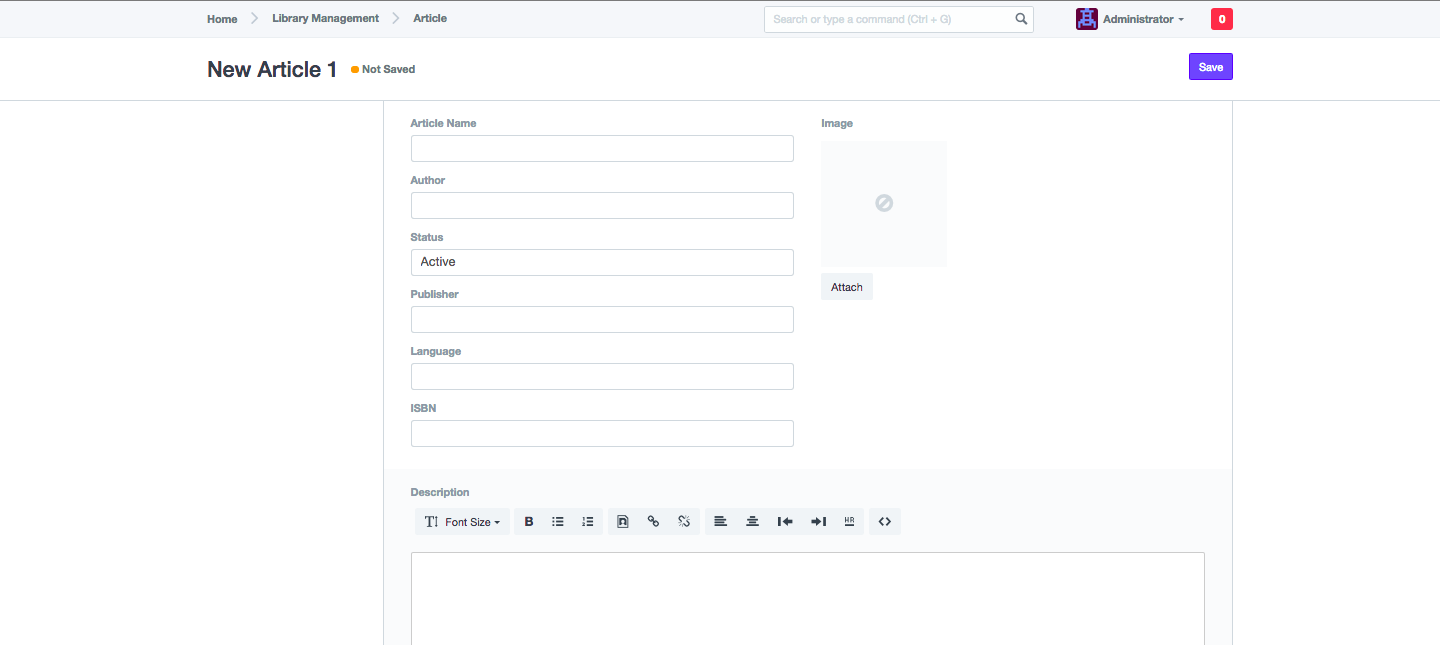 Home Library Management Article Search or type a command (Ctrl + G) Administrator 0
New Article 1 Not Saved Save
Article Name
Author
Status
Active
Publisher
Language
ISBN
Image
Attach
Description
T Font Size B HR <>